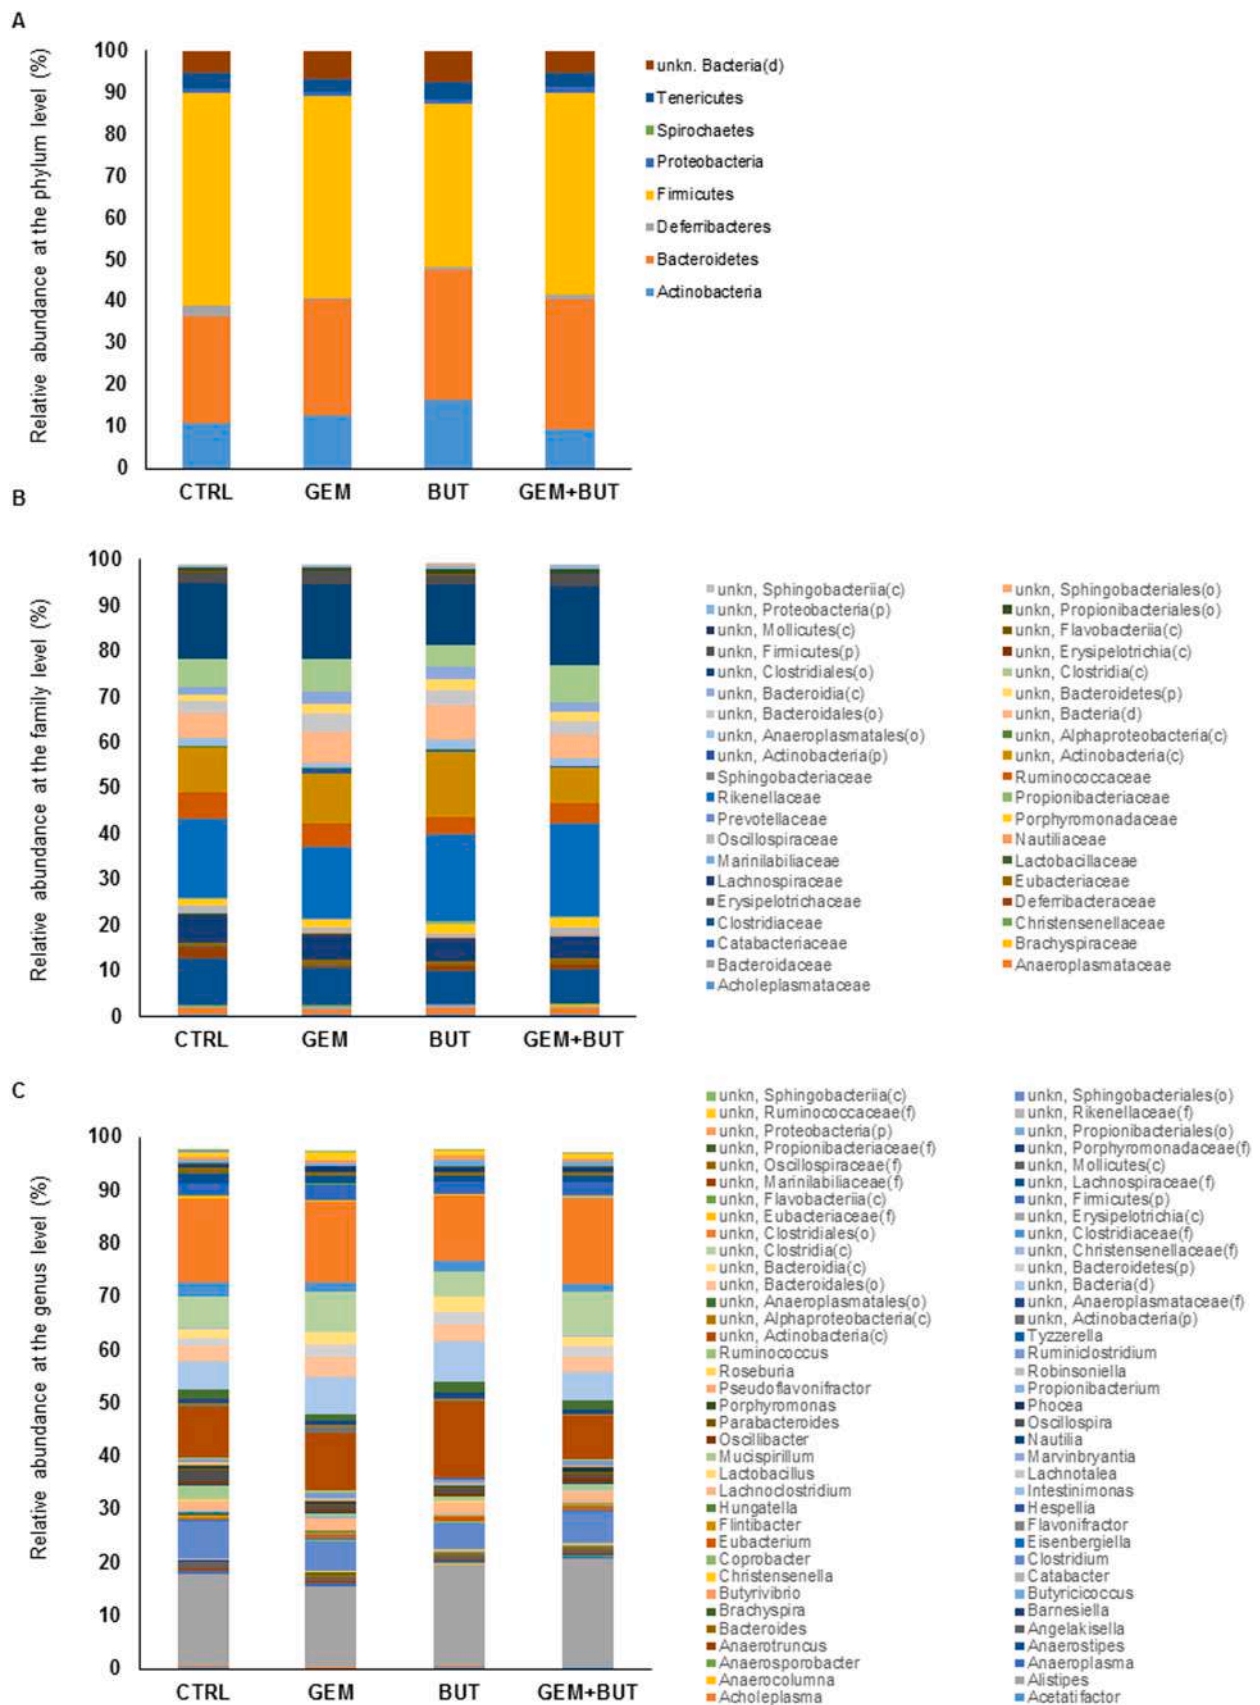 A
Relative abundance at the phylum level (%)
100
90
80
70
60
50
40
30
20
10
0
CTRL GEM BUT GEM+BUT
unkn. Bacteria(d)
Tenericutes
Spirochaetes
Proteobacteria
Firmicutes
Deferribacteres
Bacteroidetes
Actinobacteria
B
Relative abundance at the family level (%)
100
90
80
70
60
50
40
30
20
10
0
CTRL GEM BUT GEM+BUT
unkn, Sphingobacteriia(c) unkn, Sphingobacteriales(o)
unkn, Proteobacteria(p) unkn, Propionibacteriales(o)
unkn, Mollicutes(c) unkn, Flavobacteriia(c)
unkn, Firmicutes(p) unkn, Erysipelotrichia(c)
unkn, Clostridiales(o) unkn, Clostridia(c)
unkn, Bacteroidia(c) unkn, Bacteroidetes(p)
unkn, Bacteroidales(o) unkn, Bacteria(d)
unkn, Anaeroplasmatales(o) unkn, Alphaproteobacteria(c)
unkn, Actinobacteria(p) unkn, Actinobacteria(c)
Sphingobacteriaceae Ruminococcaceae
Rikenellaceae Propionibacteriaceae
Prevotellaceae Porphyromonadaceae
Oscillospiraceae Nautiliaceae
Marinilabiliaceae Lactobacillaceae
Lachnospiraceae Eubacteriaceae
Erysipelotrichaceae Deferribacteraceae
Clostridiaceae Christensenellaceae
Catabacteriaceae Brachyspiraceae
Bacteroidaceae Anaeroplasmataceae
Acholeplasmataceae
C
Relative abundance at the genus level (%)
100
90
80
70
60
50
40
30
20
10
0
CTRL GEM BUT GEM+BUT
unkn, Sphingobacteriia(c) unkn, Sphingobacteriales(o)
unkn, Ruminococcaceae(f) unkn, Rikenellaceae(f)
unkn, Proteobacteria(p) unkn, Propionibacteriales(o)
unkn, Propionibacteriaceae(f) unkn, Porphyromonadaceae(f)
unkn, Oscillospiraceae(f) unkn, Mollicutes(c)
unkn, Marinilabiliaceae(f) unkn, Lachnospiraceae(f)
unkn, Flavobacteriia(c) unkn, Firmicutes(p)
unkn, Eubacteriaceae(f) unkn, Erysipelotrichia(c)
unkn, Clostridiales(o) unkn, Clostridiaceae(f)
unkn, Clostridia(c) unkn, Christensenellaceae(f)
unkn, Bacteroidia(c) unkn, Bacteroidetes(p)
unkn, Bacteroidales(o) unkn, Bacteria(d)
unkn, Anaeroplasmatales(o) unkn, Anaeroplasmataceae(f)
unkn, Alphaproteobacteria(c) unkn, Actinobacteria(p)
unkn, Actinobacteria(c) Tyzzerella
Ruminococcus Ruminiclostridium
Roseburia Robinsoniella
Pseudoflavonifractor Propionibacterium
Porphyromonas Phocea
Parabacteroides Oscillospira
Oscillibacter Nautilia
Mucispirillum Marvinbryantia
Lactobacillus Lachnotalea
Lachnoclostridium Intestinimonas
Hungatella Hespellia
Flintibacter Flavonifractor
Eubacterium Eisenbergiella
Coprobacter Clostridium
Christensenella Catabacter
Butyrivibrio Butyricicoccus
Brachyspira Barnesiella
Bacteroides Angelakisella
Anaerotruncus Anaerostipes
Anaerosporobacter Anaeroplasma
Anaerocolumna Alistipes
Acholeplasma Acetatifactor